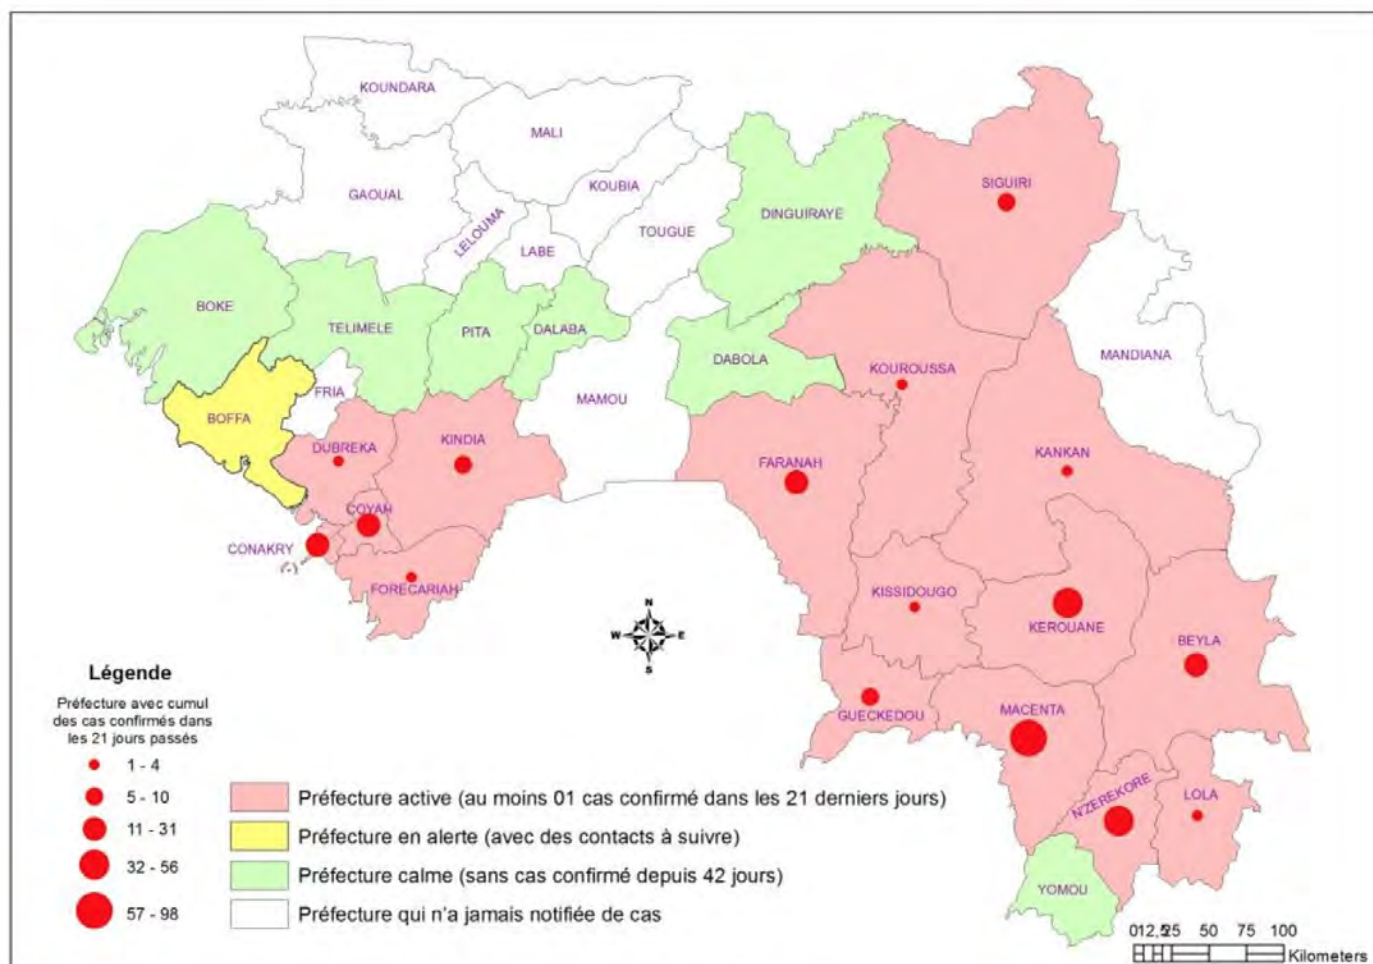 KOUNDARA
MALI
KOUBIA
GAOUAL
SIGUIRI
LELOUMA
DINGUIRAYE
TOUGUE
LABE
BOKE
TELIMELE
PITA
DALABA
DABOLA
MANDIANA
KOUROUSSA
FRIA
MAMOU
BOFFA
DUBREKA
KINDIA
FARANAH
KANKAN
COYAH
CONAKRY
FORECARIAH
KISSIDOUGO
KEROUANE
BEYLA
GUECKEDOU
MACENTA
N'ZEREKORE
LOLA
YOMOU
N
W E
S
Légende
Préfecture avec cumul
des cas confirmés dans
les 21 jours passés
1 - 4
5 - 10
11 - 31
32 - 56
57 - 98
Préfecture active (au moins 01 cas confirmé dans les 21 derniers jours)
Préfecture en alerte (avec des contacts à suivre)
Préfecture calme (sans cas confirmé depuis 42 jours)
Préfecture qui n'a jamais notifiée de cas
012,525 50 75 100
Kilometers